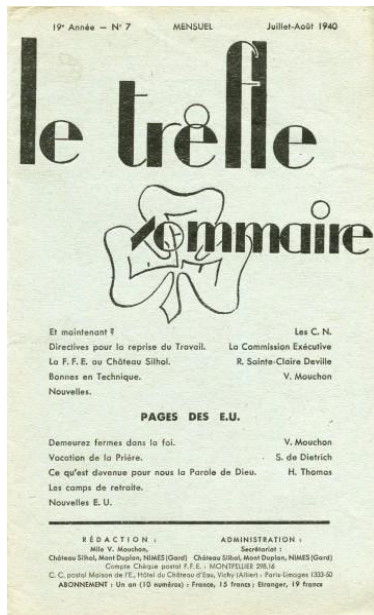 19e Année — N° 7 MENSUEL Juillet-Août 1940
le trèfle
sommaire
Et maintenant ? Les C. N.
Directives pour la reprise du Travail. La Commission Exécutive
La F. F. E. au Château Silhol. R. Sainte-Claire Deville
Bonnes en Technique. V. Mouchon
Nouvelles.
PAGES DES E.U.
Demeurez fermes dans la foi. V. Mouchon
Vocation de la Prière. S. de Dietrich
Ce qu'est devenue pour nous la Parole de Dieu. H. Thomas
Les camps de retraite.
Nouvelles E. U.
RÉDACTION : ADMINISTRATION :
Mlle V. Mouchon, Secrétariat :
Château Silhol, Mont Duplan, NIMES (Gard) Château Silhol, Mont Duplan, NIMES (Gard)
Compte Chèque postal F. F. E. - MONTPELLIER 298.16
C. C. postal Maison de l'E., Hôtel du Château d'Eau, Vichy (Allier) : Paris-Limoges 1333-50
ABONNEMENT : Un an (10 numéros) : France, 15 francs ; Etranger, 19 francs